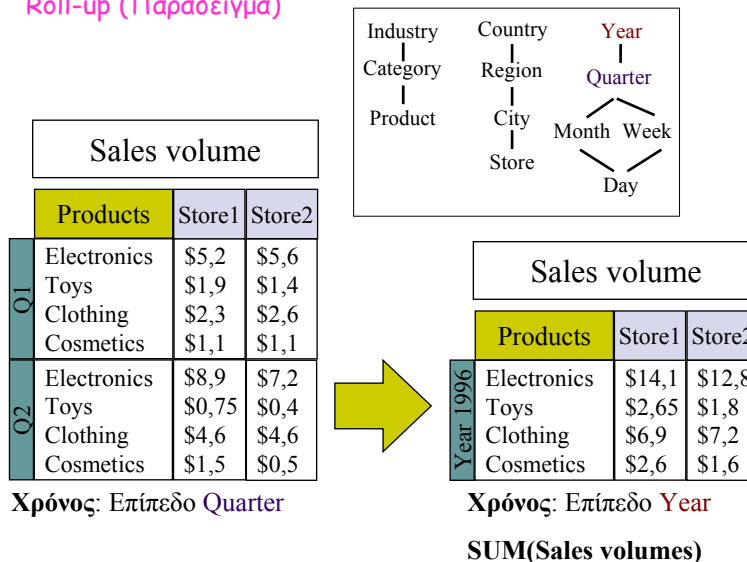 Roll-up (Παράδειγμα)
Industry Country Year
Category Region Quarter
Product City Month Week
Store Day
Sales volume
Products Store1 Store2
Q1
Electronics $5,2 $5,6
Toys $1,9 $1,4
Clothing $2,3 $2,6
Cosmetics $1,1 $1,1
Q2
Electronics $8,9 $7,2
Toys $0,75 $0,4
Clothing $4,6 $4,6
Cosmetics $1,5 $0,5
Χρόνος: Επίπεδο Quarter
Sales volume
Products Store1 Store2
Year 1996
Electronics $14,1 $12,8
Toys $2,65 $1,8
Clothing $6,9 $7,2
Cosmetics $2,6 $1,6
Χρόνος: Επίπεδο Year
SUM(Sales volumes)